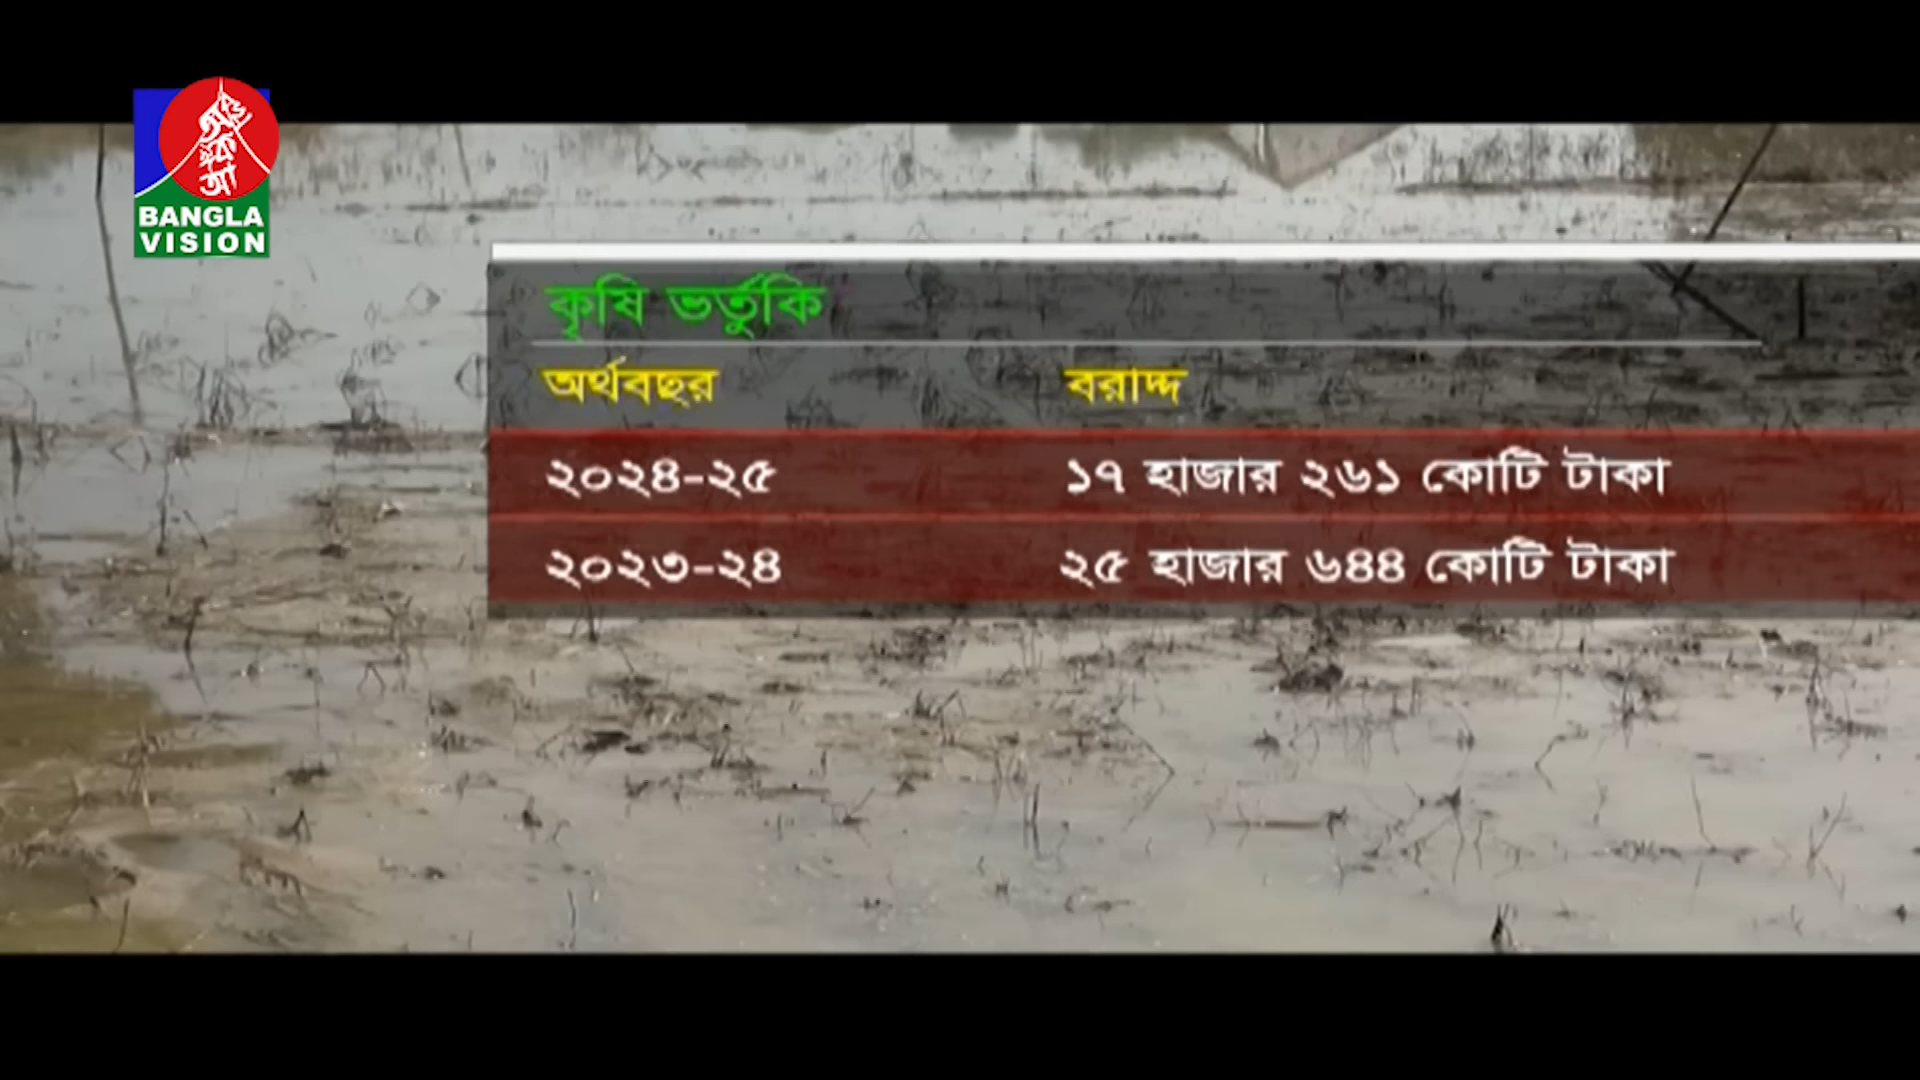 BANGLA
VISION
কৃষি ভর্তুকি
অর্থবছর বরাদ্দ
২০২৪-২৫ ১৭ হাজার ২৬১ কোটি টাকা
২০২৩-২৪ ২৫ হাজার ৬৪৪ কোটি টাকা